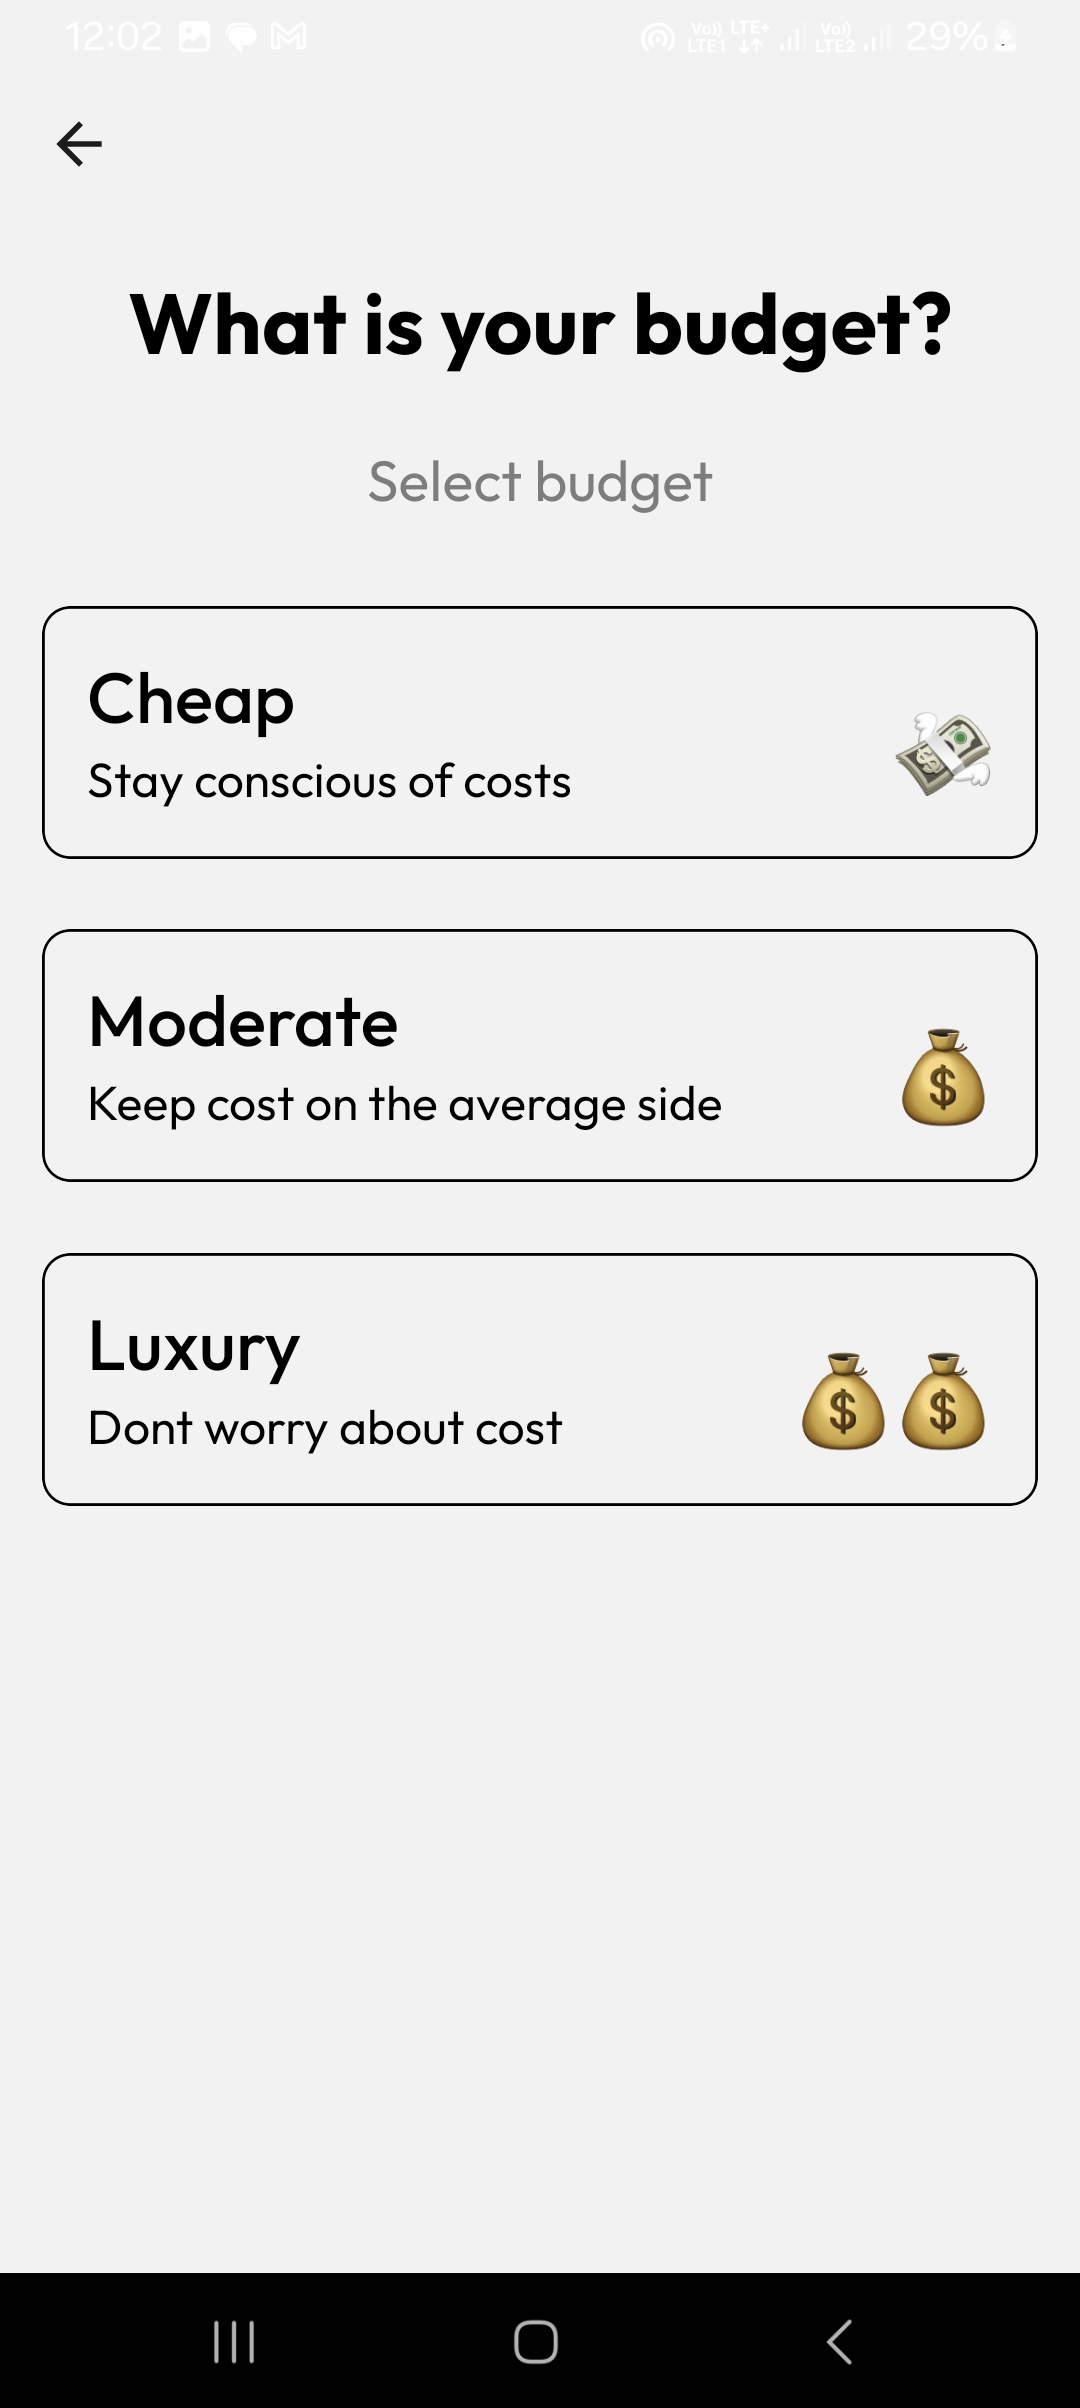 12:02 Vo)) LTE1 LTE+ Vo)) LTE2 29%
What is your budget?
Select budget
Cheap
Stay conscious of costs
Moderate
Keep cost on the average side
Luxury
Dont worry about cost